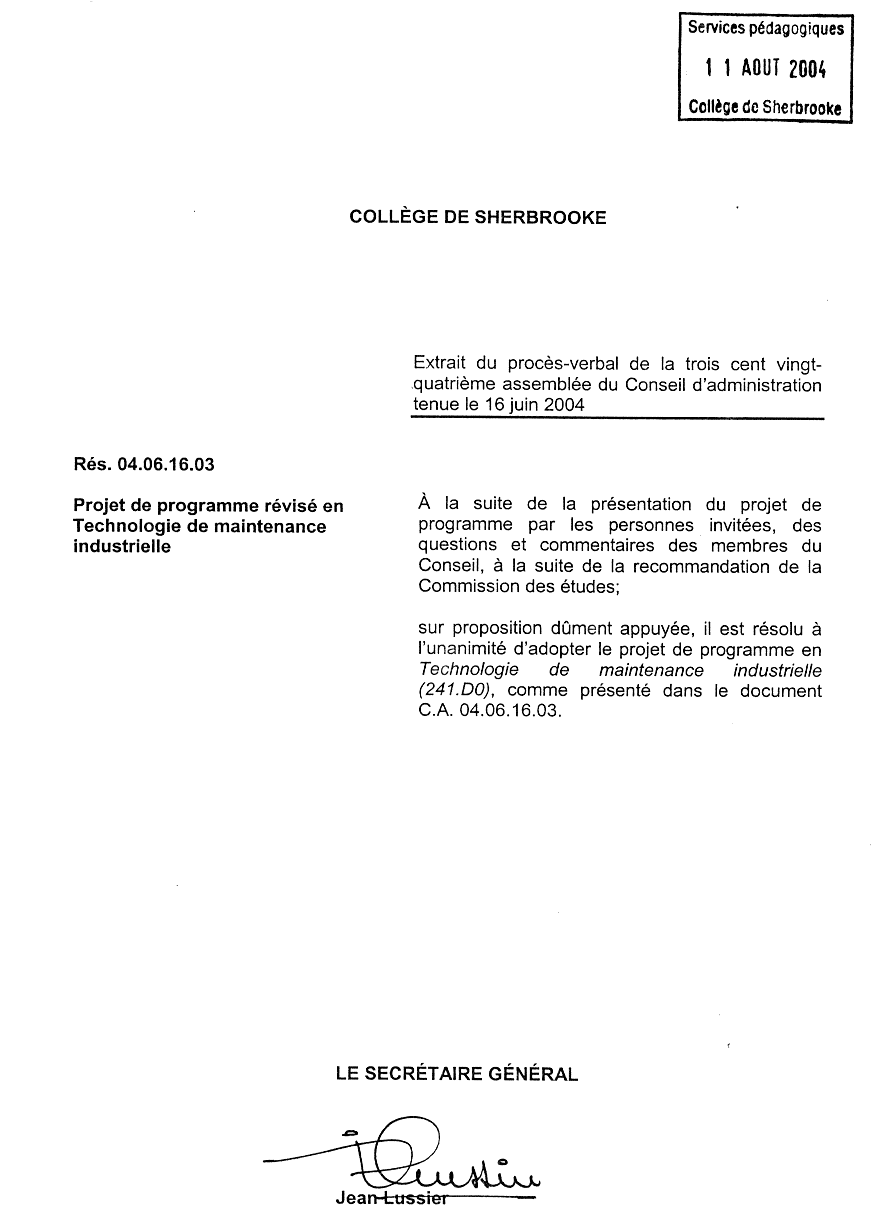 Services pédagogiques
1 1 AOUT 2004
Collège de Sherbrooke
COLLÈGE DE SHERBROOKE
Extrait du procès-verbal de la trois cent vingt-
quatrième assemblée du Conseil d'administration
tenue le 16 juin 2004
Rés. 04.06.16.03
Projet de programme révisé en
Technologie de maintenance
industrielle
À la suite de la présentation du projet de
programme par les personnes invitées, des
questions et commentaires des membres du
Conseil, à la suite de la recommandation de la
Commission des études;
sur proposition dûment appuyée, il est résolu à
l'unanimité d'adopter le projet de programme en
Technologie de maintenance industrielle
(241.D0), comme présenté dans le document
C.A. 04.06.16.03.
LE SECRÉTAIRE GÉNÉRAL
Jean Lussier